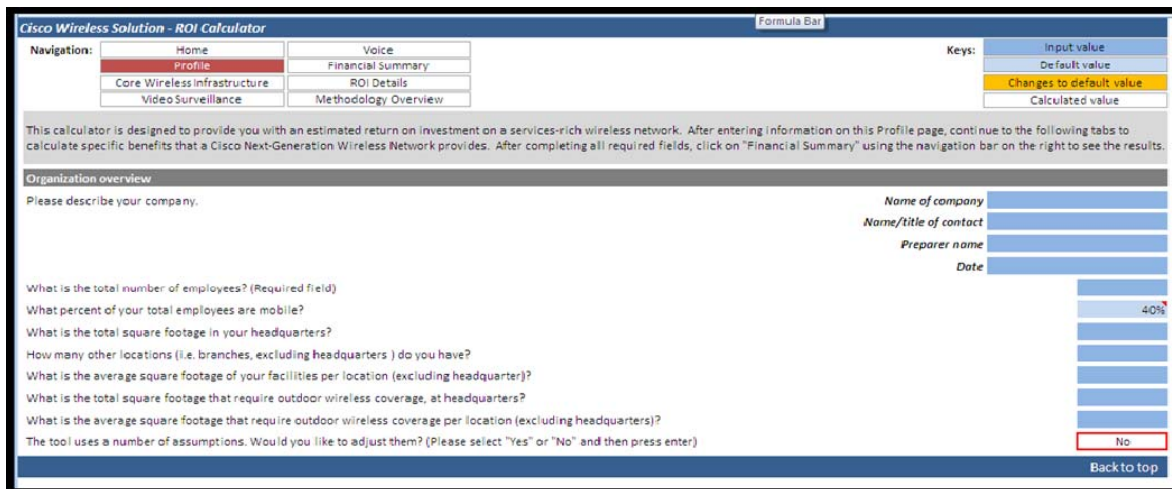 Cisco Wireless Solution - ROI Calculator
Formula Bar
Navigation:
Home
Voice
Profile
Financial Summary
Core Wireless Infrastructure
ROI Details
Video Surveillance
Methodology Overview
Keys:
Input value
Default value
Changes to default value
Calculated value
This calculator is designed to provide you with an estimated return on investment on a services-rich wireless network. After entering information on this Profile page, continue to the following tabs to
calculate specific benefits that a Cisco Next-Generation Wireless Network provides. After completing all required fields, click on "Financial Summary" using the navigation bar on the right to see the results.
Organization overview
Please describe your company.
Name of company
Name/title of contact
Preparer name
Date
What is the total number of employees? (Required field)
What percent of your total employees are mobile?
40%
What is the total square footage in your headquarters?
How many other locations (i.e. branches, excluding headquarters ) do you have?
What is the average square footage of your facilities per location (excluding headquarter)?
What is the total square footage that require outdoor wireless coverage, at headquarters?
What is the average square footage that require outdoor wireless coverage per location (excluding headquarters)?
The tool uses a number of assumptions. Would you like to adjust them? (Please select "Yes" or "No" and then press enter)
No
Back to top